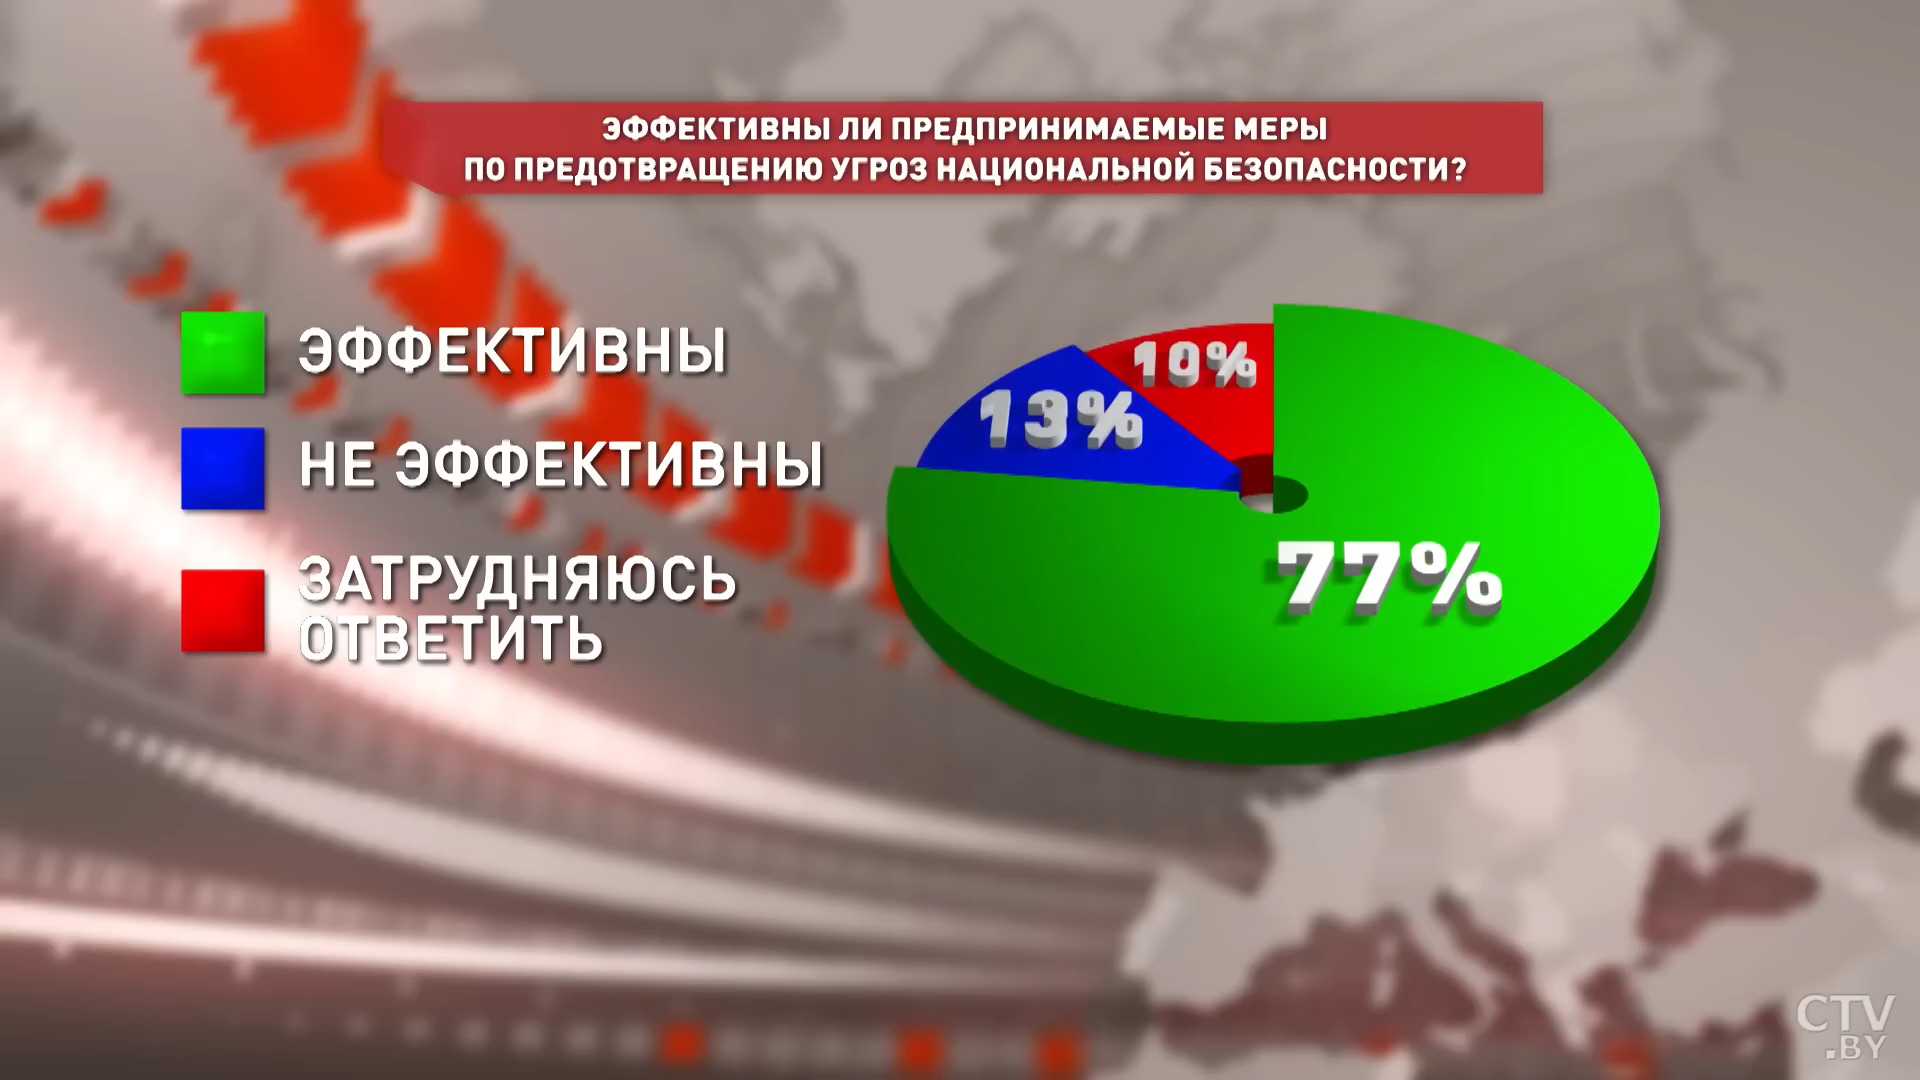 ЭФФЕКТИВНЫ ЛИ ПРЕДПРИНИМАЕМЫЕ МЕРЫ
ПО ПРЕДОТВРАЩЕНИЮ УГРОЗ НАЦИОНАЛЬНОЙ БЕЗОПАСНОСТИ?
ЭФФЕКТИВНЫ
НЕ ЭФФЕКТИВНЫ
ЗАТРУДНЯЮСЬ
ОТВЕТИТЬ
10%
13%
77%
CTV
.BY